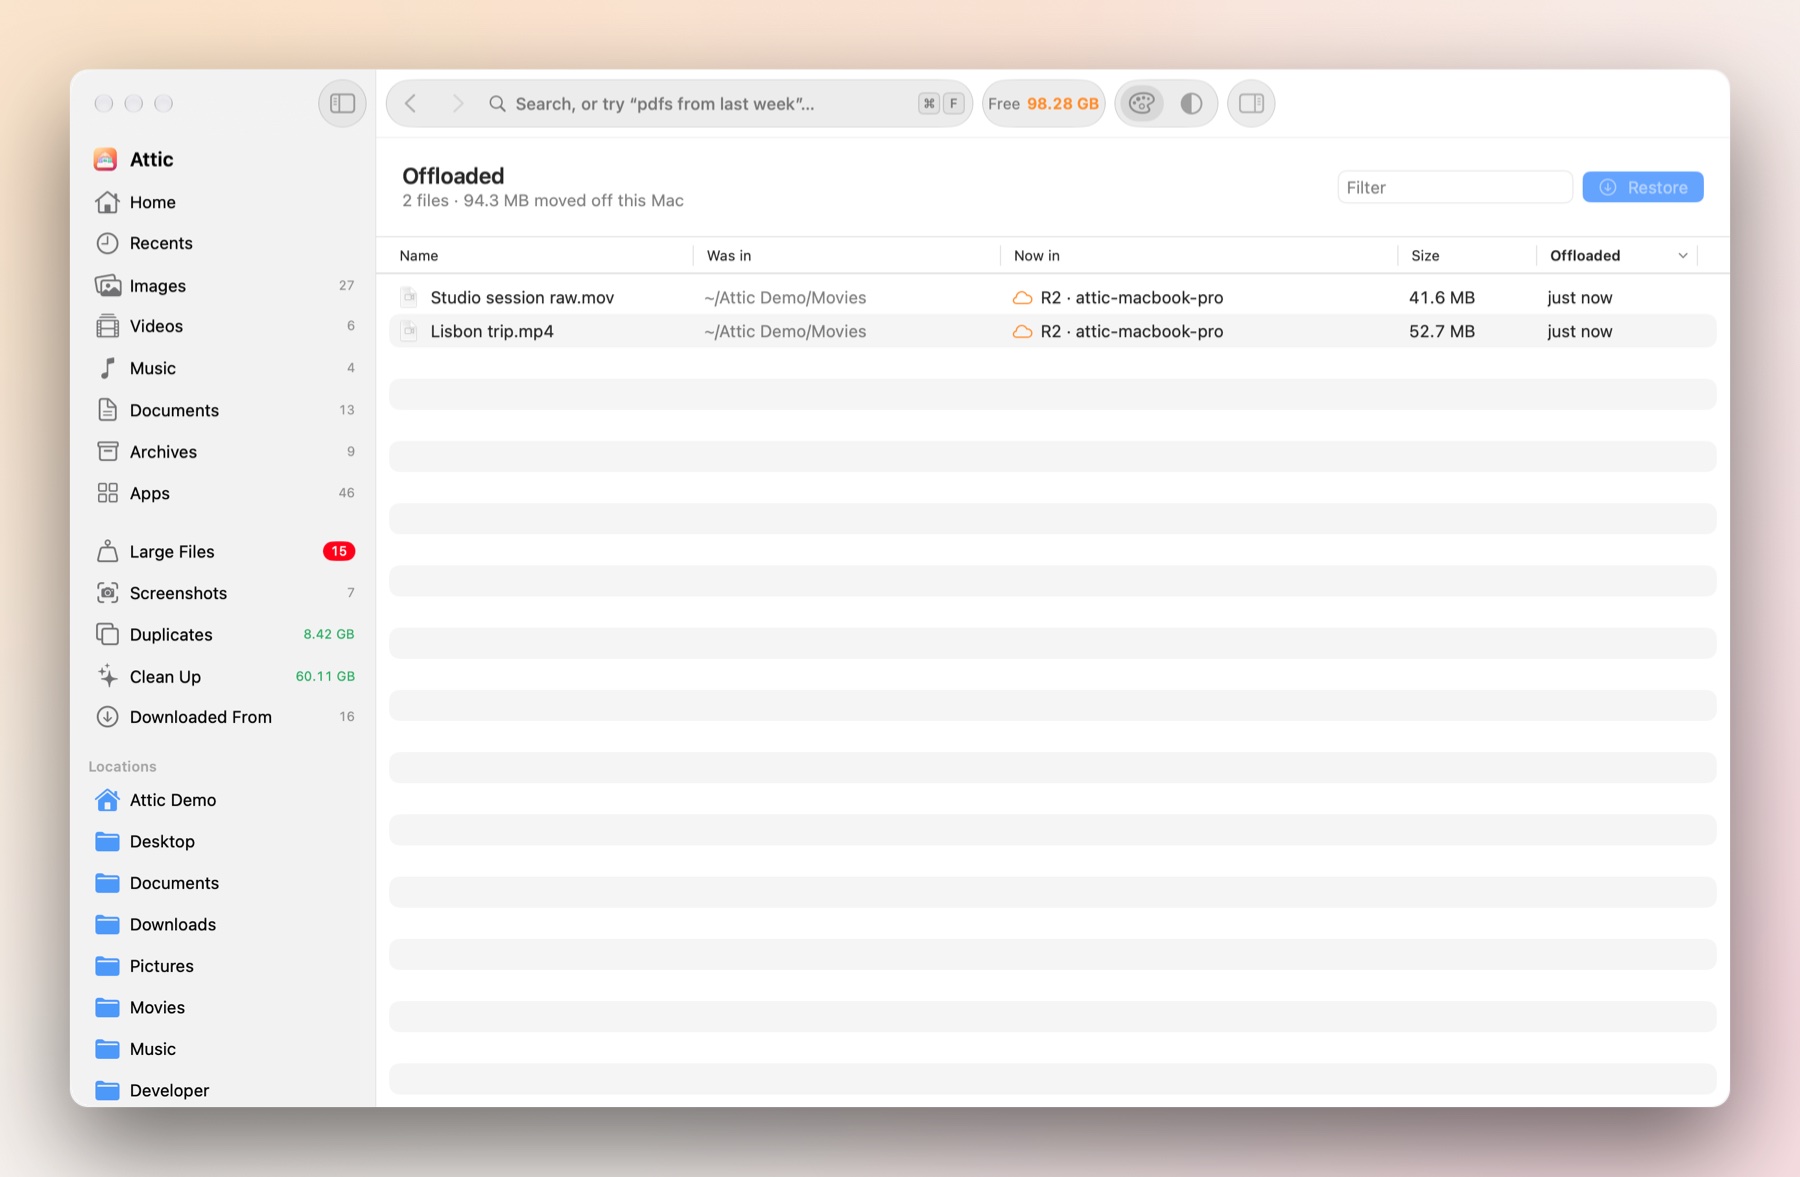 Search, or try “pdfs from last week”...
⌘ F
Free 98.28 GB
Attic
Home
Recents
Images 27
Videos 6
Music 4
Documents 13
Archives 9
Apps 46
Large Files 15
Screenshots 7
Duplicates 8.42 GB
Clean Up 60.11 GB
Downloaded From 16
Locations
Attic Demo
Desktop
Documents
Downloads
Pictures
Movies
Music
Developer
Offloaded
2 files · 94.3 MB moved off this Mac
Filter
Restore
Name Was in Now in Size Offloaded
Studio session raw.mov ~/Attic Demo/Movies R2 · attic-macbook-pro 41.6 MB just now
Lisbon trip.mp4 ~/Attic Demo/Movies R2 · attic-macbook-pro 52.7 MB just now